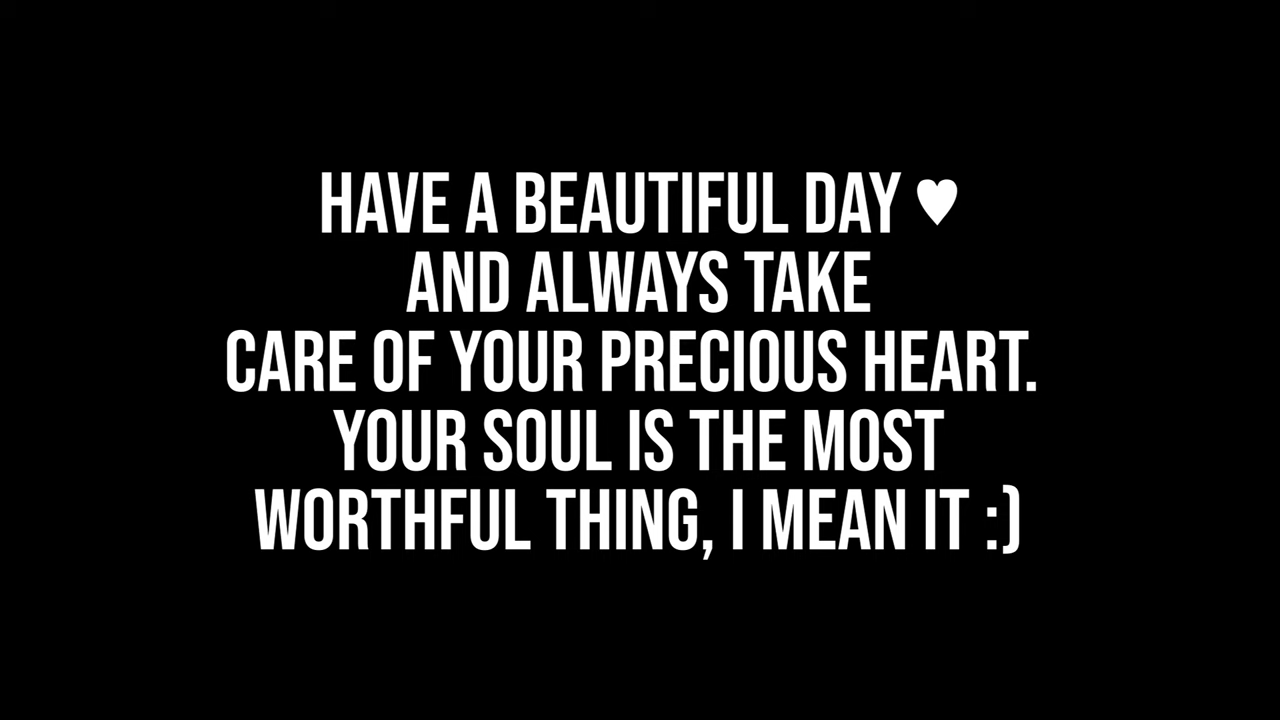 HAVE A BEAUTIFUL DAY ♥
AND ALWAYS TAKE
CARE OF YOUR PRECIOUS HEART.
YOUR SOUL IS THE MOST
WORTHFUL THING, I MEAN IT :)